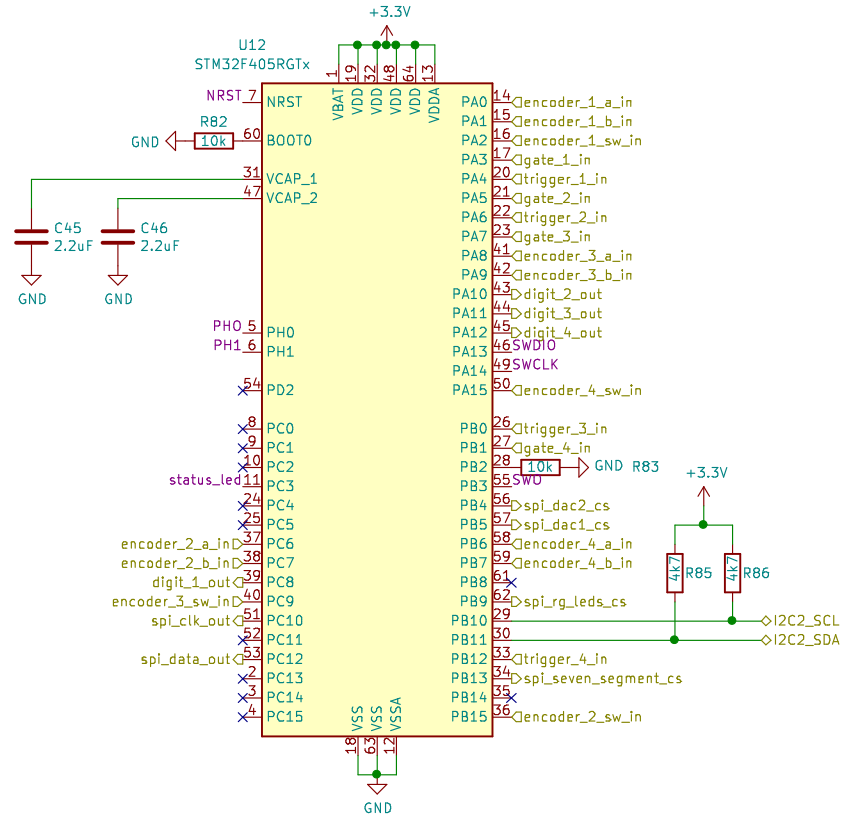 +3.3V
U12
STM32F405RGTx
1 19 32 48 64 13
VBAT VDD VDD VDD VDD VDDA
NRST 7 NRST
R82
GND 10k 60 BOOT0
31 VCAP_1
47 VCAP_2
C45
2.2uF
C46
2.2uF
GND
GND
PH0 5 PH0
PH1 6 PH1
54 PD2
8 PC0
9 PC1
10 PC2
status_led 11 PC3
24 PC4
25 PC5
encoder_2_a_in 37 PC6
encoder_2_b_in 38 PC7
digit_1_out 39 PC8
encoder_3_sw_in 40 PC9
spi_clk_out 51 PC10
52 PC11
spi_data_out 53 PC12
2 PC13
3 PC14
4 PC15
PA0 14 encoder_1_a_in
PA1 15 encoder_1_b_in
PA2 16 encoder_1_sw_in
PA3 17 gate_1_in
PA4 20 trigger_1_in
PA5 21 gate_2_in
PA6 22 trigger_2_in
PA7 23 gate_3_in
PA8 41 encoder_3_a_in
PA9 42 encoder_3_b_in
PA10 43 digit_2_out
PA11 44 digit_3_out
PA12 45 digit_4_out
PA13 46 SWDIO
PA14 49 SWCLK
PA15 50 encoder_4_sw_in
PB0 26 trigger_3_in
PB1 27 gate_4_in
PB2 28 10k GND R83
PB3 55 SWO
PB4 56 spi_dac2_cs
PB5 57 spi_dac1_cs
PB6 58 encoder_4_a_in
PB7 59 encoder_4_b_in
PB8 61
PB9 62 spi_rg_leds_cs
PB10 29 I2C2_SCL
PB11 30 I2C2_SDA
PB12 33 trigger_4_in
PB13 34 spi_seven_segment_cs
PB14 35
PB15 36 encoder_2_sw_in
+3.3V
4k7 R85
4k7 R86
VSS VSS VSSA
18 63 12
GND